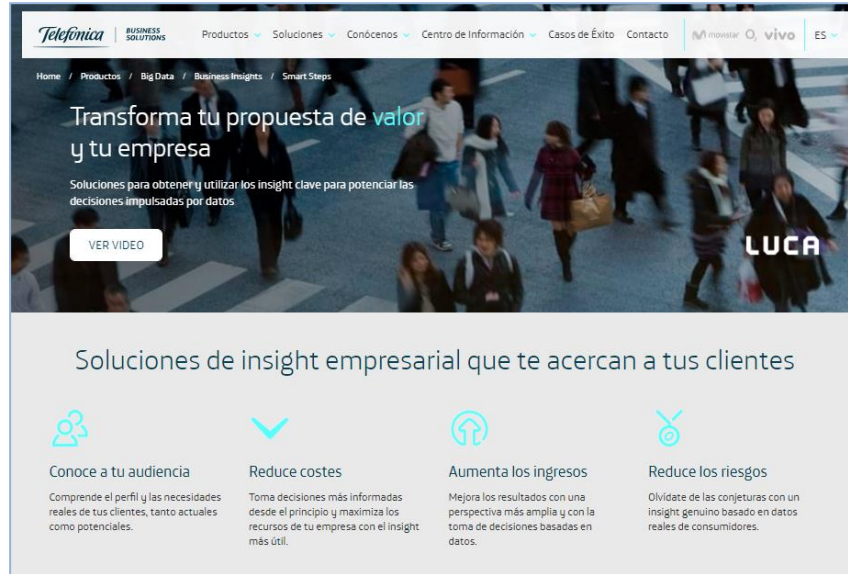 Telefónica
BUSINESS
SOLUTIONS
Productos Soluciones Conócenos Centro de Información Casos de Éxito Contacto movistar O2 vivo ES
Home / Productos / Big Data / Business Insights / Smart Steps
Transforma tu propuesta de valor
y tu empresa
Soluciones para obtener y utilizar los insight clave para potenciar las
decisiones impulsadas por datos
VER VIDEO
LUCA
Soluciones de insight empresarial que te acercan a tus clientes
Conoce a tu audiencia
Comprende el perfil y las necesidades
reales de tus clientes, tanto actuales
como potenciales.
Reduce costes
Toma decisiones más informadas
desde el principio y maximiza los
recursos de tu empresa con el insight
más útil.
Aumenta los ingresos
Mejora los resultados con una
perspectiva más amplia y con la
toma de decisiones basadas en
datos.
Reduce los riesgos
Olvídate de las conjeturas con un
insight genuino basado en datos
reales de consumidores.